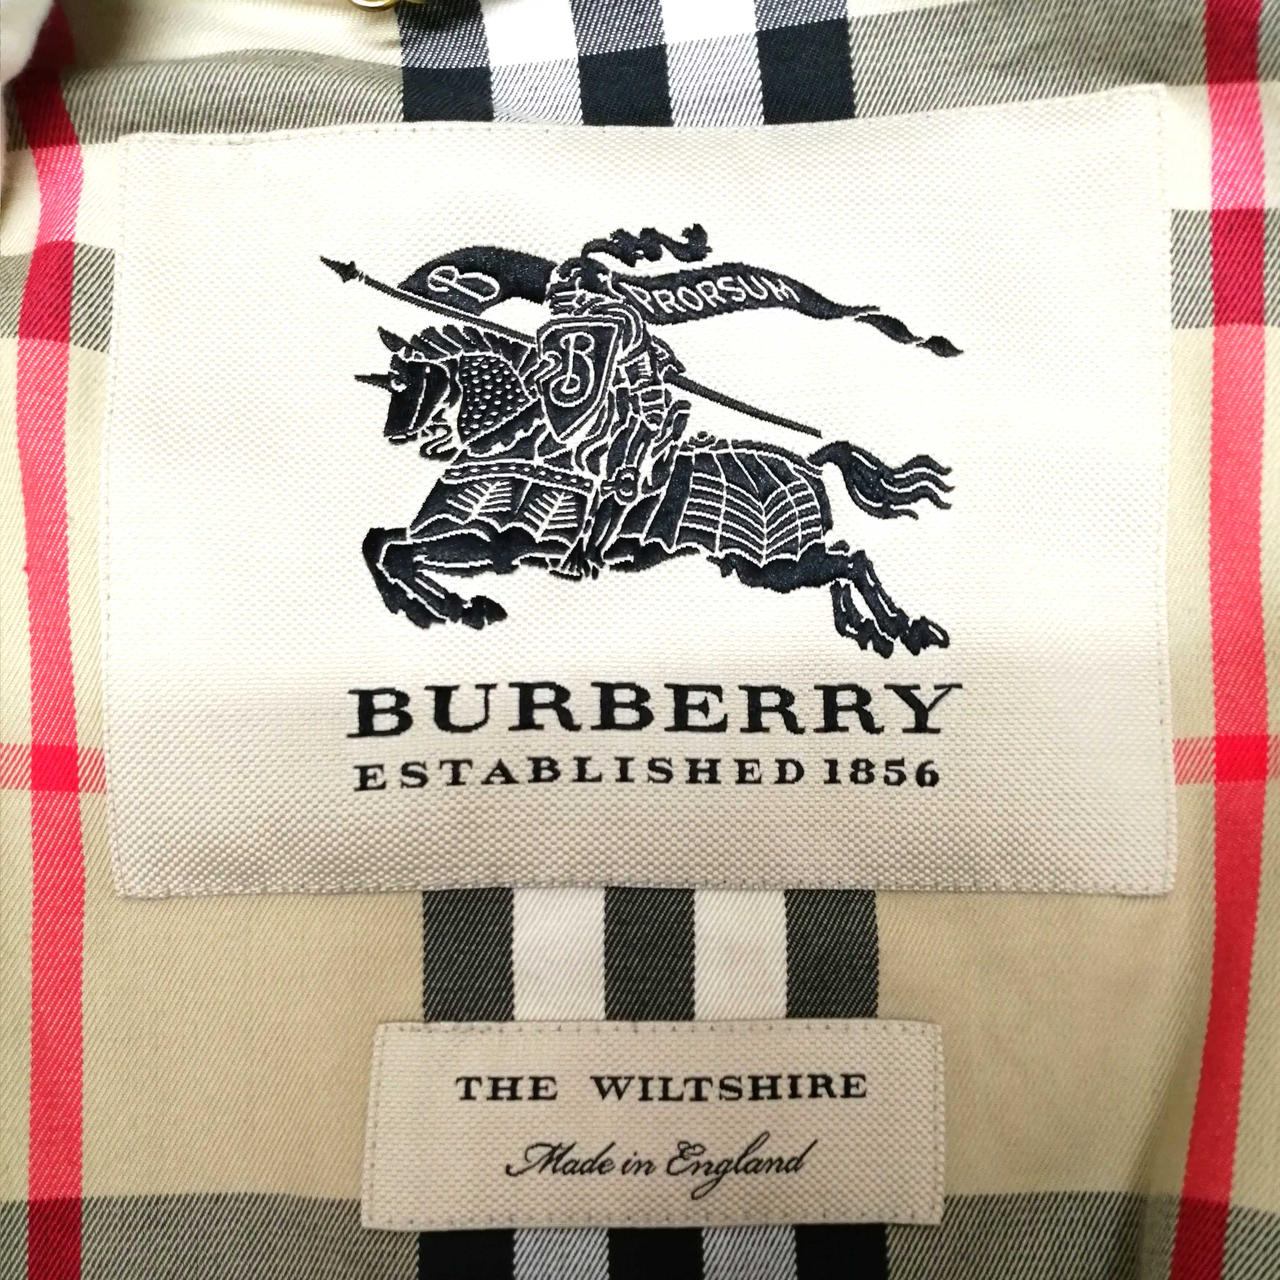 B
PRORSUM
B
BURBERRY
ESTABLISHED 1856
THE WILTSHIRE
Made in England